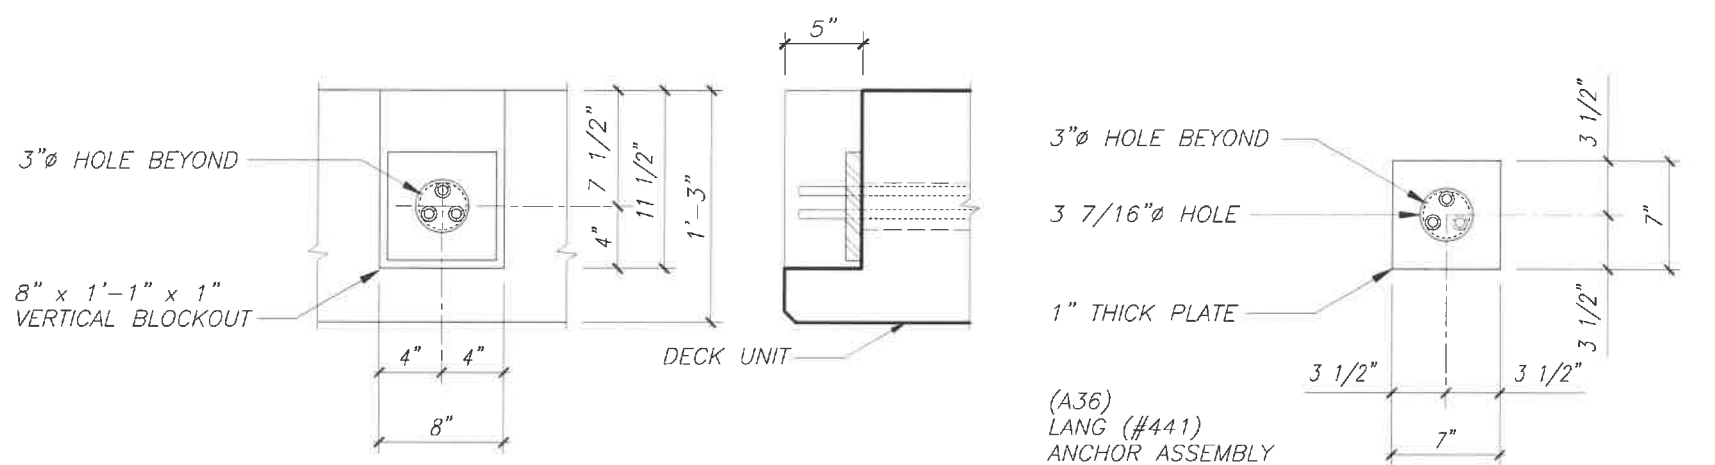 3"ø HOLE BEYOND
8" x 1'-1" x 1"
VERTICAL BLOCKOUT
4"
4"
8"
7 1/2"
4"
11 1/2"
1'-3"
5"
DECK UNIT
3"ø HOLE BEYOND
3 7/16"ø HOLE
1" THICK PLATE
3 1/2"
7"
3 1/2"
3 1/2"
3 1/2"
7"
(A36)
LANG (#441)
ANCHOR ASSEMBLY